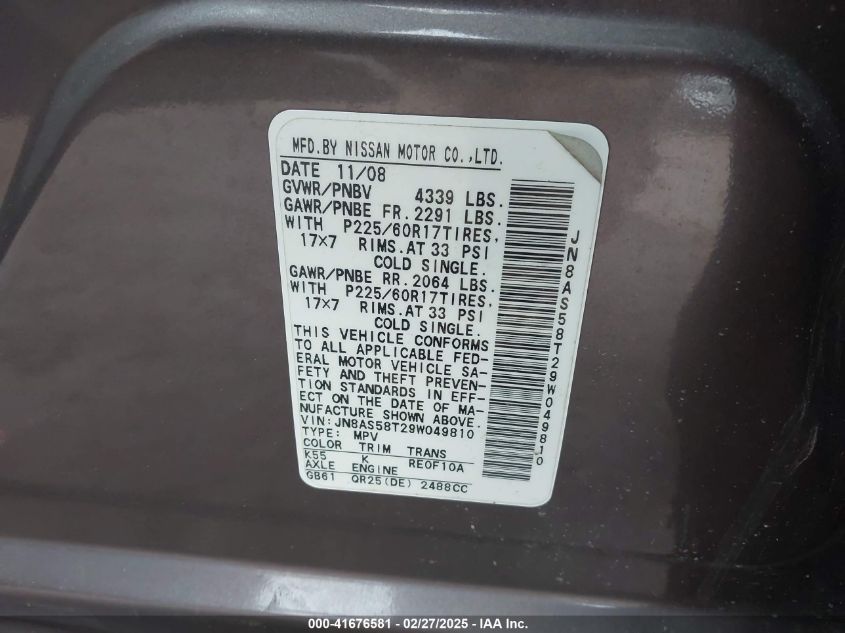 MFD.BY NISSAN MOTOR CO.,LTD.
DATE 11/08
GVWR/PNBV 4339 LBS.
GAWR/PNBE FR. 2291 LBS.
WITH P225/60R17TIRES,
17×7 RIMS.AT 33 PSI
COLD SINGLE.
GAWR/PNBE RR. 2064 LBS.
WITH P225/60R17TIRES,
17×7 RIMS.AT 33 PSI
COLD SINGLE.
THIS VEHICLE CONFORMS
TO ALL APPLICABLE FED-
ERAL MOTOR VEHICLE SA-
FETY AND THEFT PREVEN-
TION STANDARDS IN EFF-
ECT ON THE DATE OF MA-
NUFACTURE SHOWN ABOVE.
VIN: JN8AS58T29W049810
TYPE: MPV
COLOR TRIM TRANS
K55 K RE0F10A
AXLE ENGINE
GB61 QR25(DE) 2488CC
JN8AS58T29W049810
000-41676581 / 02/27/2025 - © IAA Inc.